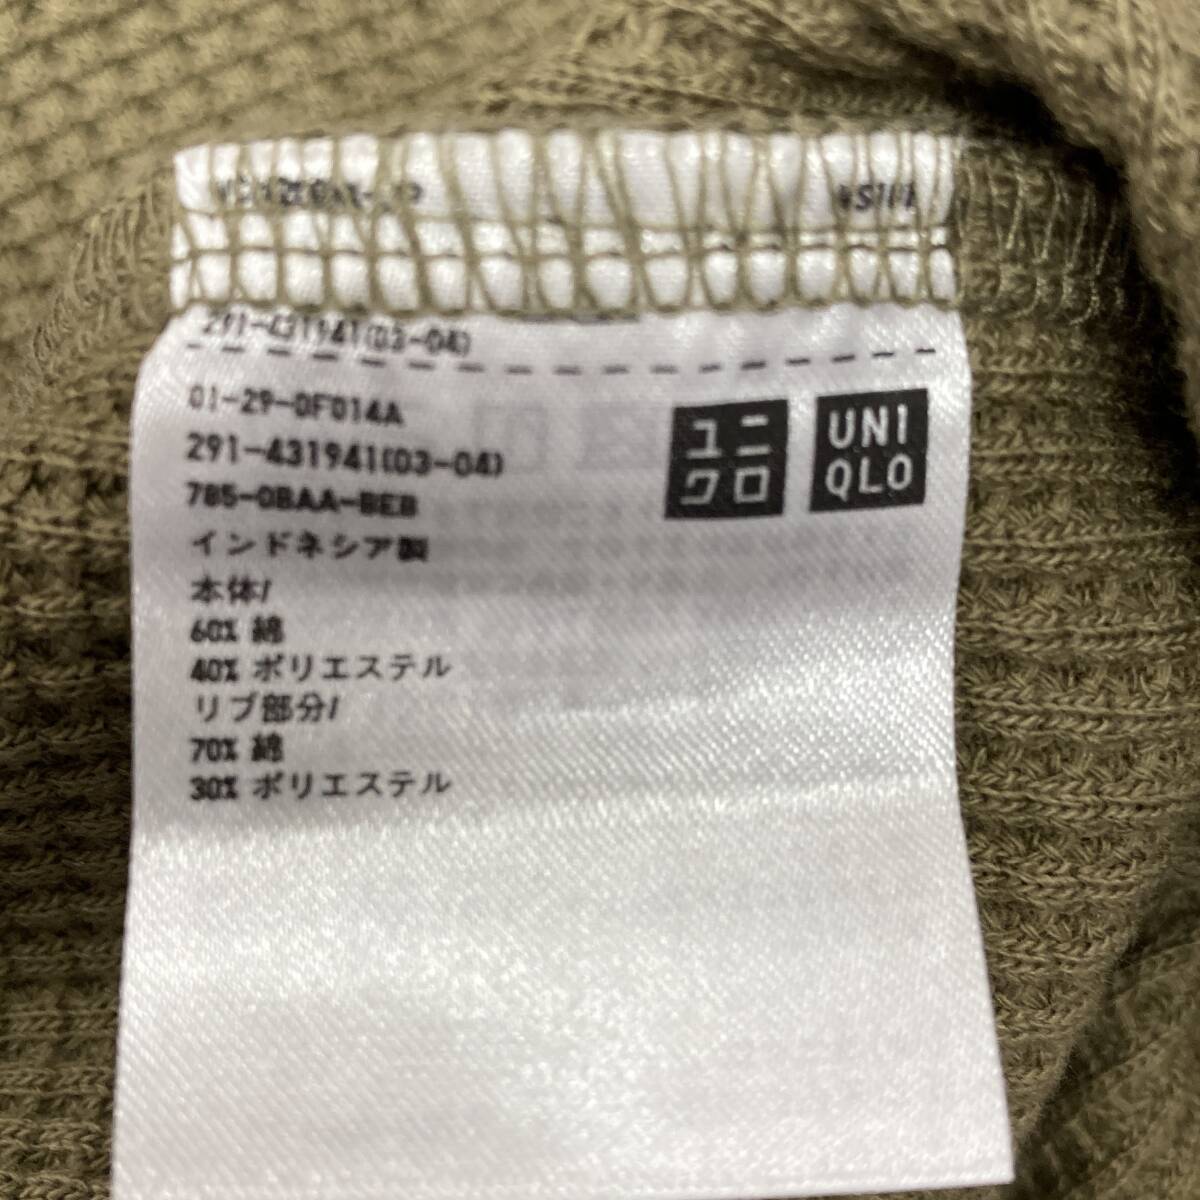 291-431941(03-04)
01-29-0F014A
291-431941(03-04)
785-0BAA-BEB
インドネシア製
本体/
60% 綿
40% ポリエステル
リブ部分/
70% 綿
30% ポリエステル
ユニ
クロ
UNI
QLO